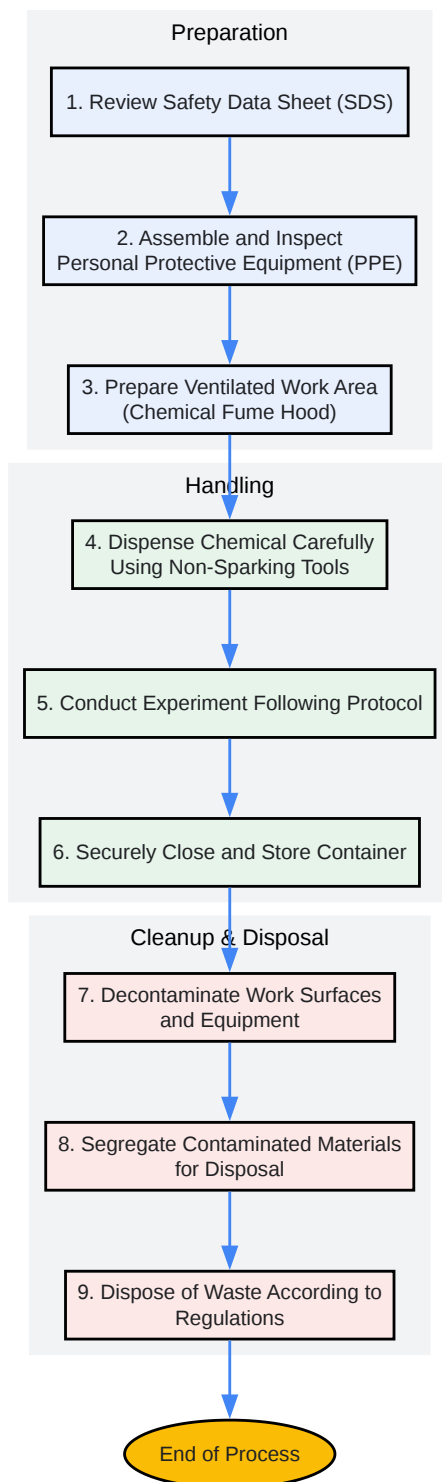 Preparation
1. Review Safety Data Sheet (SDS)
2. Assemble and Inspect
Personal Protective Equipment (PPE)
3. Prepare Ventilated Work Area
(Chemical Fume Hood)
Handling
4. Dispense Chemical Carefully
Using Non-Sparking Tools
5. Conduct Experiment Following Protocol
6. Securely Close and Store Container
Cleanup & Disposal
7. Decontaminate Work Surfaces
and Equipment
8. Segregate Contaminated Materials
for Disposal
9. Dispose of Waste According to
Regulations
End of Process